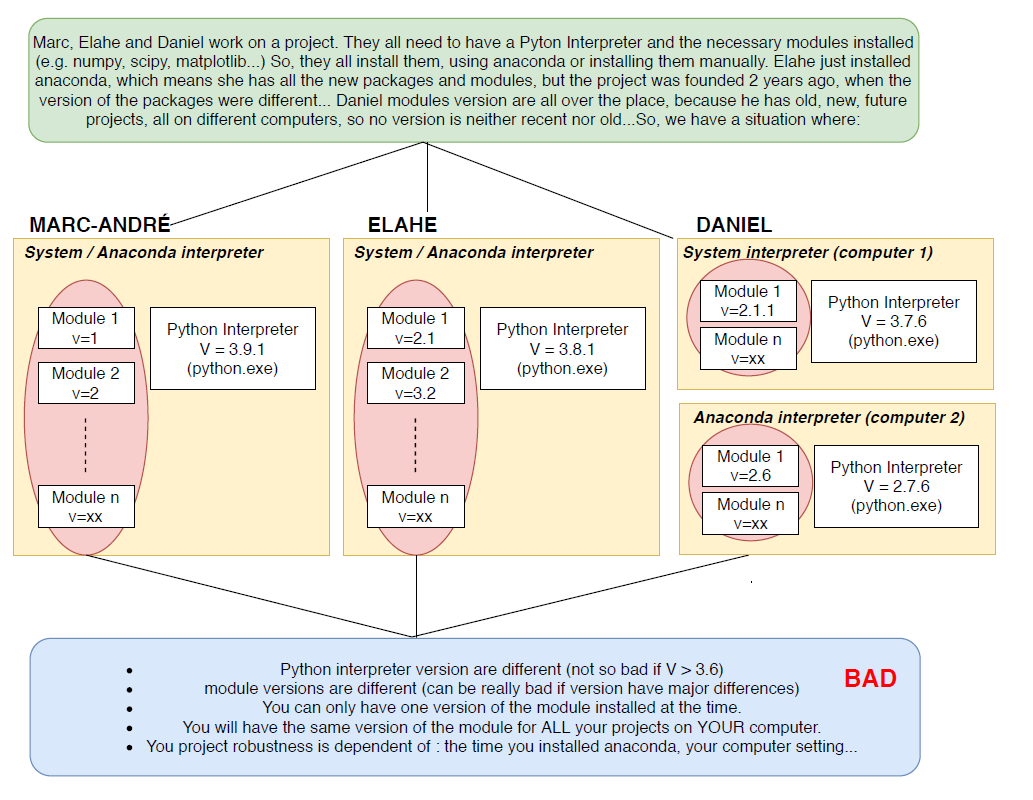 Marc, Elahe and Daniel work on a project. They all need to have a Pyton Interpreter and the necessary modules installed
(e.g. numpy, scipy, matplotlib...) So, they all install them, using anaconda or installing them manually. Elahe just installed
anaconda, which means she has all the new packages and modules, but the project was founded 2 years ago, when the
version of the packages were different... Daniel modules version are all over the place, because he has old, new, future
projects, all on different computers, so no version is neither recent nor old...So, we have a situation where:
MARC-ANDRÉ
System / Anaconda interpreter
Module 1
v=1
Module 2
v=2
Module n
v=xx
Python Interpreter
V = 3.9.1
(python.exe)
ELAHE
System / Anaconda interpreter
Module 1
v=2.1
Module 2
v=3.2
Module n
v=xx
Python Interpreter
V = 3.8.1
(python.exe)
DANIEL
System interpreter (computer 1)
Module 1
v=2.1.1
Module n
v=xx
Python Interpreter
V = 3.7.6
(python.exe)
Anaconda interpreter (computer 2)
Module 1
v=2.6
Module n
v=xx
Python Interpreter
V = 2.7.6
(python.exe)
BAD
• Python interpreter version are different (not so bad if V > 3.6)
• module versions are different (can be really bad if version have major differences)
• You can only have one version of the module installed at the time.
• You will have the same version of the module for ALL your projects on YOUR computer.
• You project robustness is dependent of : the time you installed anaconda, your computer setting...